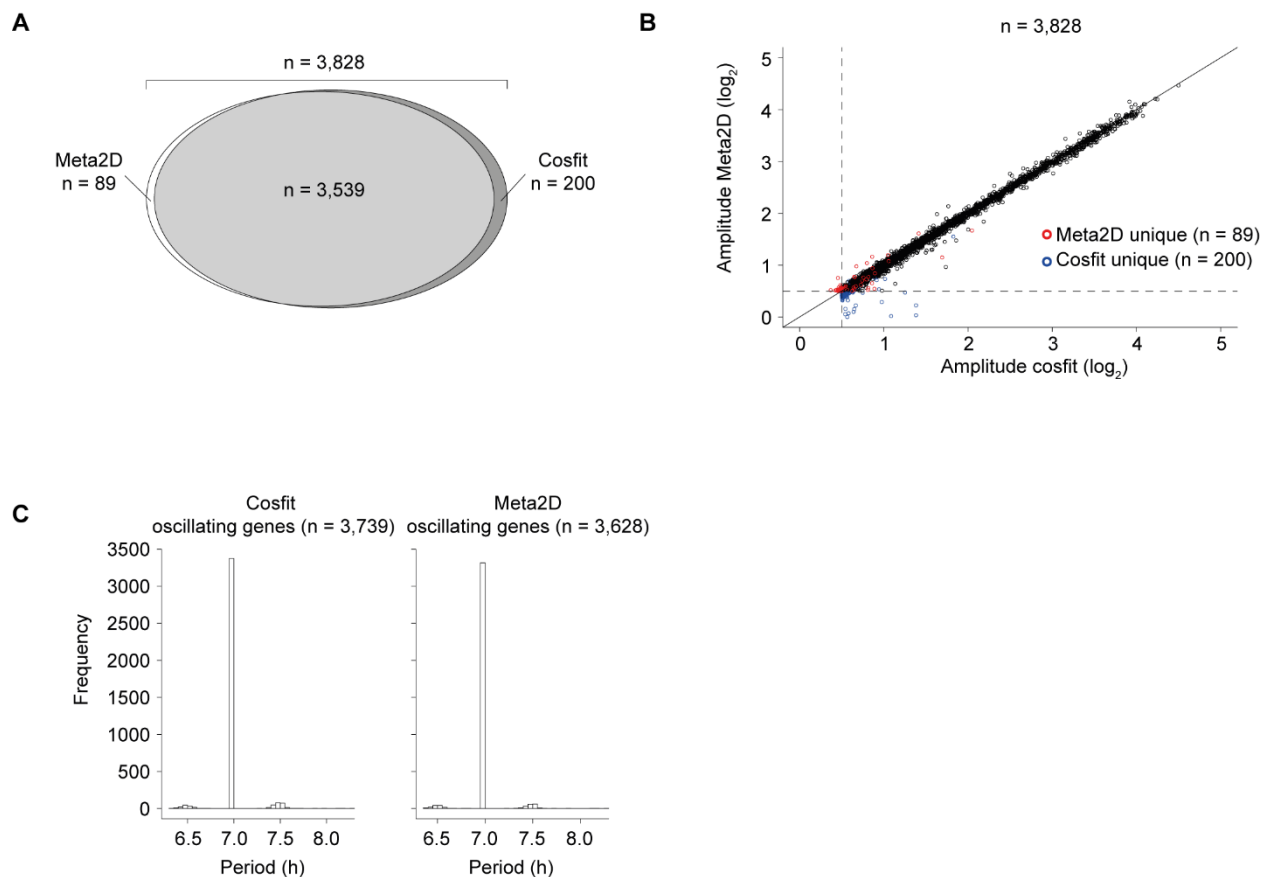 A
n = 3,828
Meta2D
n = 89
n = 3,539
Cosfit
n = 200
B
n = 3,828
Amplitude Meta2D (log2)
5
4
3
2
1
0
Meta2D unique (n = 89)
Cosfit unique (n = 200)
0 1 2 3 4 5
Amplitude cosfit (log2)
C
Cosfit
oscillating genes (n = 3,739)
Meta2D
oscillating genes (n = 3,628)
Frequency
3500
3000
2500
2000
1500
1000
500
0
6.5 7.0 7.5 8.0
Period (h)
6.5 7.0 7.5 8.0
Period (h)